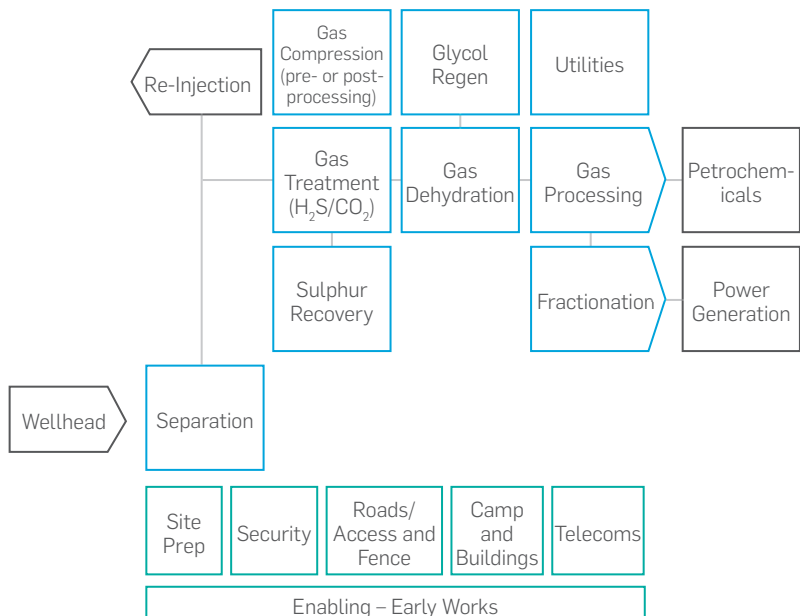 Re-Injection
Gas
Compression
(pre- or post-
processing)
Glycol
Regen
Utilities
Gas
Treatment
(H₂S/CO₂)
Gas
Dehydration
Gas
Processing
Petrochem-
icals
Sulphur
Recovery
Fractionation
Power
Generation
Wellhead
Separation
Site
Prep
Security
Roads/
Access and
Fence
Camp
and
Buildings
Telecoms
Enabling – Early Works